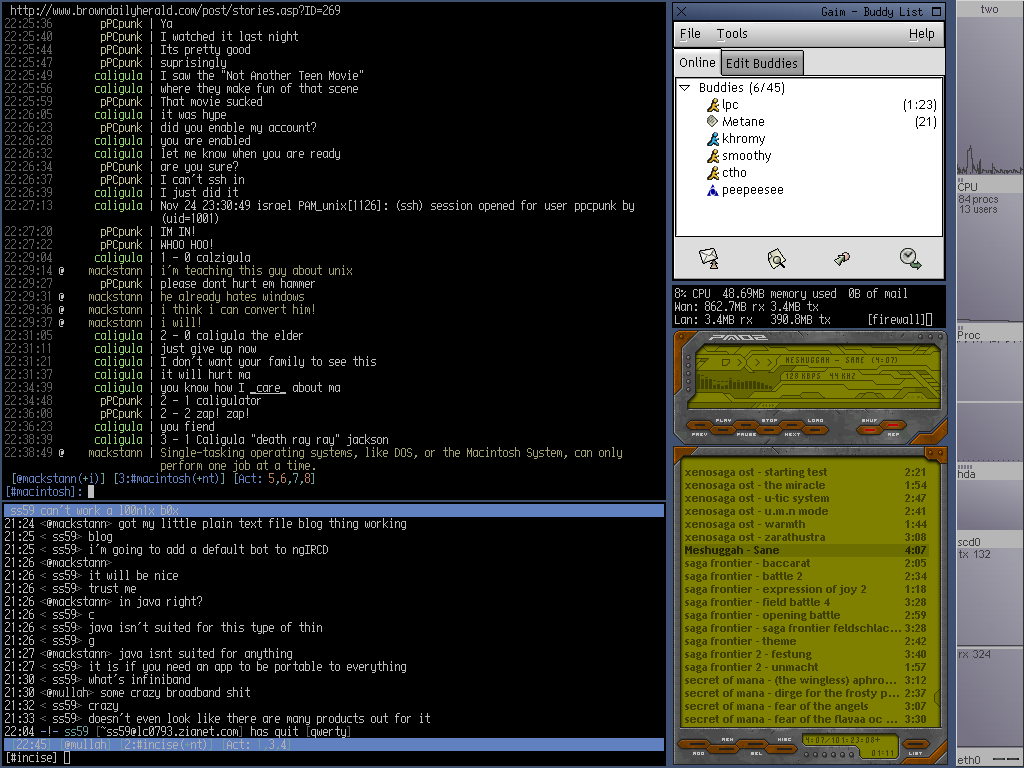 http://www.browndailyherald.com/post/stories.asp?ID=269
22:25:36 pPCpunk | Ya
22:25:40 pPCpunk | I watched it last night
22:25:44 pPCpunk | Its pretty good
22:25:47 pPCpunk | suprisingly
22:25:49 caligula | I saw the "Not Another Teen Movie"
22:25:56 caligula | where they make fun of that scene
22:25:59 pPCpunk | That movie sucked
22:26:05 caligula | it was hype
22:26:23 pPCpunk | did you enable my account?
22:26:28 caligula | you are enabled
22:26:32 caligula | let me know when you are ready
22:26:34 pPCpunk | are you sure?
22:26:37 pPCpunk | I can't ssh in
22:26:39 caligula | I just did it
22:27:13 caligula | Nov 24 23:30:49 israel PAM_unix[1126]: (ssh) session opened for user ppcpunk by
(uid=1001)
22:27:20 pPCpunk | IM IN!
22:27:22 pPCpunk | WHOO HOO!
22:29:04 caligula | 1 - 0 calzigula
22:29:14 @ mackstann | i'm teaching this guy about unix
22:29:27 pPCpunk | please dont hurt em hammer
22:29:31 @ mackstann | he already hates windows
22:29:36 @ mackstann | i think i can convert him!
22:29:37 @ mackstann | i will!
22:31:05 caligula | 2 - 0 caligula the elder
22:31:11 caligula | just give up now
22:31:21 caligula | I don't want your family to see this
22:31:37 caligula | it will hurt ma
22:34:39 caligula | you know how I _care_ about ma
22:34:48 pPCpunk | 2 - 1 caligulator
22:36:08 pPCpunk | 2 - 2 zap! zap!
22:36:23 caligula | you fiend
22:38:39 caligula | 3 - 1 Caligula "death ray ray" jackson
22:38:49 @ mackstann | Single-tasking operating systems, like DOS, or the Macintosh System, can only
perform one job at a time.
[@mackstann(+i)] [3:#macintosh(+nt)] [Act: 5,6,7,8]
[#macintosh]:
ss59 can't work a l00n1x b0x
21:24 <@mackstann> got my little plain text file blog thing working
21:25 < ss59> blog
21:25 < ss59> i'm going to add a default bot to ngIRCD
21:26 <@mackstann>
21:26 < ss59> it will be nice
21:26 < ss59> trust me
21:26 <@mackstann> in java right?
21:26 < ss59> c
21:26 < ss59> java isn't suited for this type of thin
21:26 < ss59> g
21:27 <@mackstann> java isnt suited for anything
21:27 < ss59> it is if you need an app to be portable to everything
21:30 < ss59> what's infiniband
21:30 <@mullah> some crazy broadband shit
21:32 < ss59> crazy
21:33 < ss59> doesn't even look like there are many products out for it
22:04 -!- ss59 [~ss59@lc0793.zianet.com] has quit [qwerty]
[22:45] [@mullah] [2:#incise(+nt)] [Act: 1,3,4]
[#incise]
Gaim - Buddy List
File Tools Help
Online Edit Buddies
Buddies (6/45)
lpc (1:23)
Metane (21)
khromy
smoothy
ctho
peepeesee
8% CPU 48.69MB memory used 0B of mail
Wan: 862.7MB rx 3.4MB tx
Lan: 3.4MB rx 390.8MB tx [firewall]
PMD2
MESHUGGAH - SANE (4:07)
128 KBPS 44 KHZ
PLAY STOP LOAD SHUF
PREV PAUSE NEXT REP
xenosaga ost - starting test 2:21
xenosaga ost - the miracle 1:54
xenosaga ost - u-tic system 2:47
xenosaga ost - u.m.n mode 2:41
xenosaga ost - warmth 1:44
xenosaga ost - zarathustra 3:08
Meshuggah - Sane 4:07
saga frontier - baccarat 2:05
saga frontier - battle 2 2:34
saga frontier - expression of joy 2 1:18
saga frontier - field battle 4 3:28
saga frontier - opening battle 2:59
saga frontier - saga frontier feldschlac... 3:28
saga frontier - theme 2:42
saga frontier 2 - festung 3:40
saga frontier 2 - unmacht 1:57
secret of mana - (the wingless) aphro... 3:12
secret of mana - dirge for the frosty p... 2:37
secret of mana - fear of the angels 3:07
secret of mana - fear of the flavaa oc ... 3:30
ADD REM SEL MISC
4:07/101:23:08+
01:11
LIST
two
CPU
84 procs
13 users
Proc
hda
scd0
tx 132
rx 324
eth0